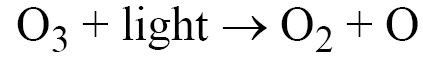 O₃ + light → O₂ + O